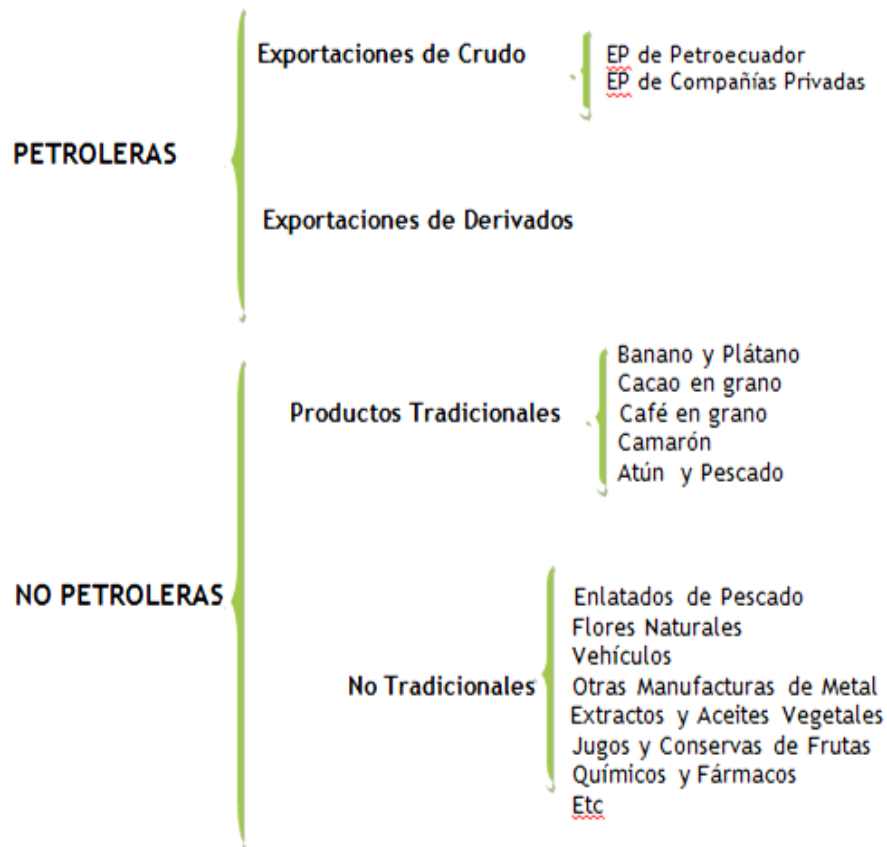 PETROLERAS
Exportaciones de Crudo
EP de Petroecuador
EP de Compañías Privadas
Exportaciones de Derivados
NO PETROLERAS
Productos Tradicionales
Banano y Plátano
Cacao en grano
Café en grano
Camarón
Atún y Pescado
No Tradicionales
Enlatados de Pescado
Flores Naturales
Vehículos
Otras Manufacturas de Metal
Extractos y Aceites Vegetales
Jugos y Conservas de Frutas
Químicos y Fármacos
Etc